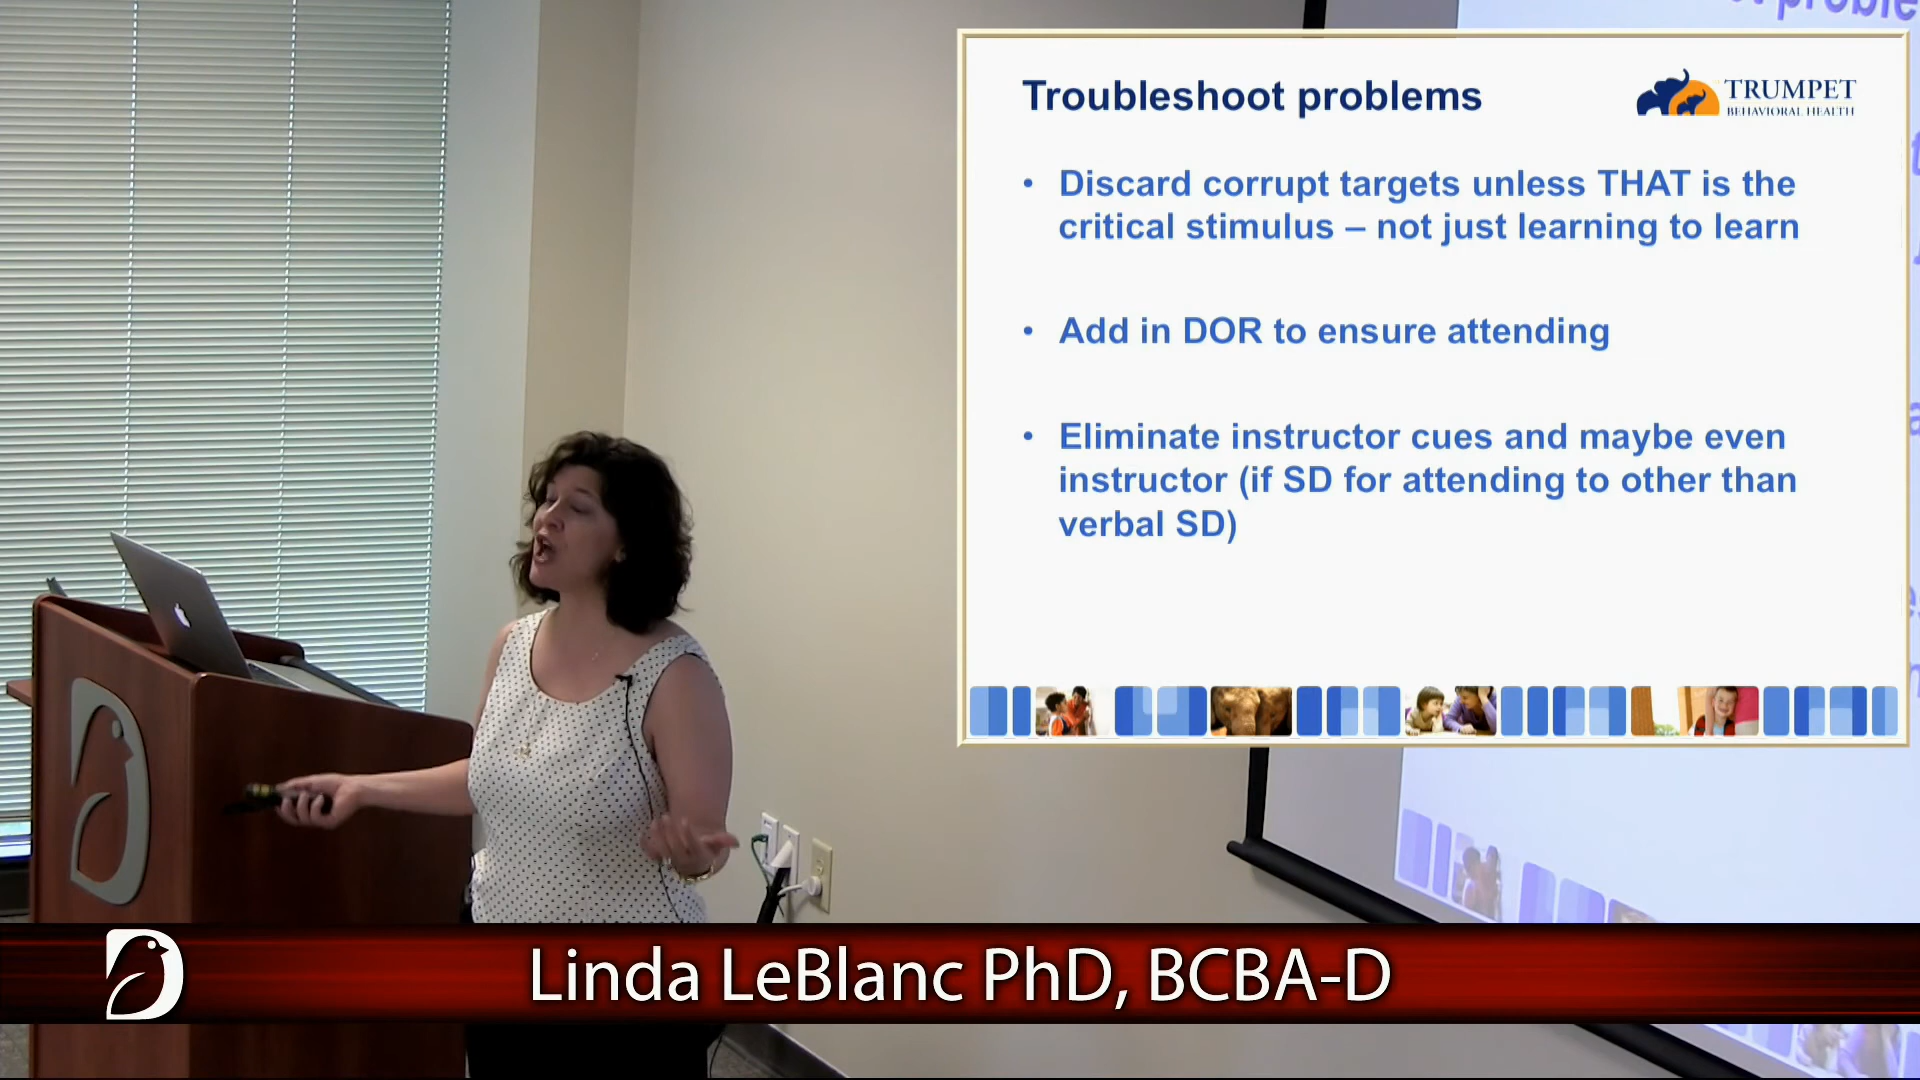 Troubleshoot problems
TRUMPET
BEHAVIORAL HEALTH
• Discard corrupt targets unless THAT is the
critical stimulus – not just learning to learn
• Add in DOR to ensure attending
• Eliminate instructor cues and maybe even
instructor (if SD for attending to other than
verbal SD)
Linda LeBlanc PhD, BCBA-D